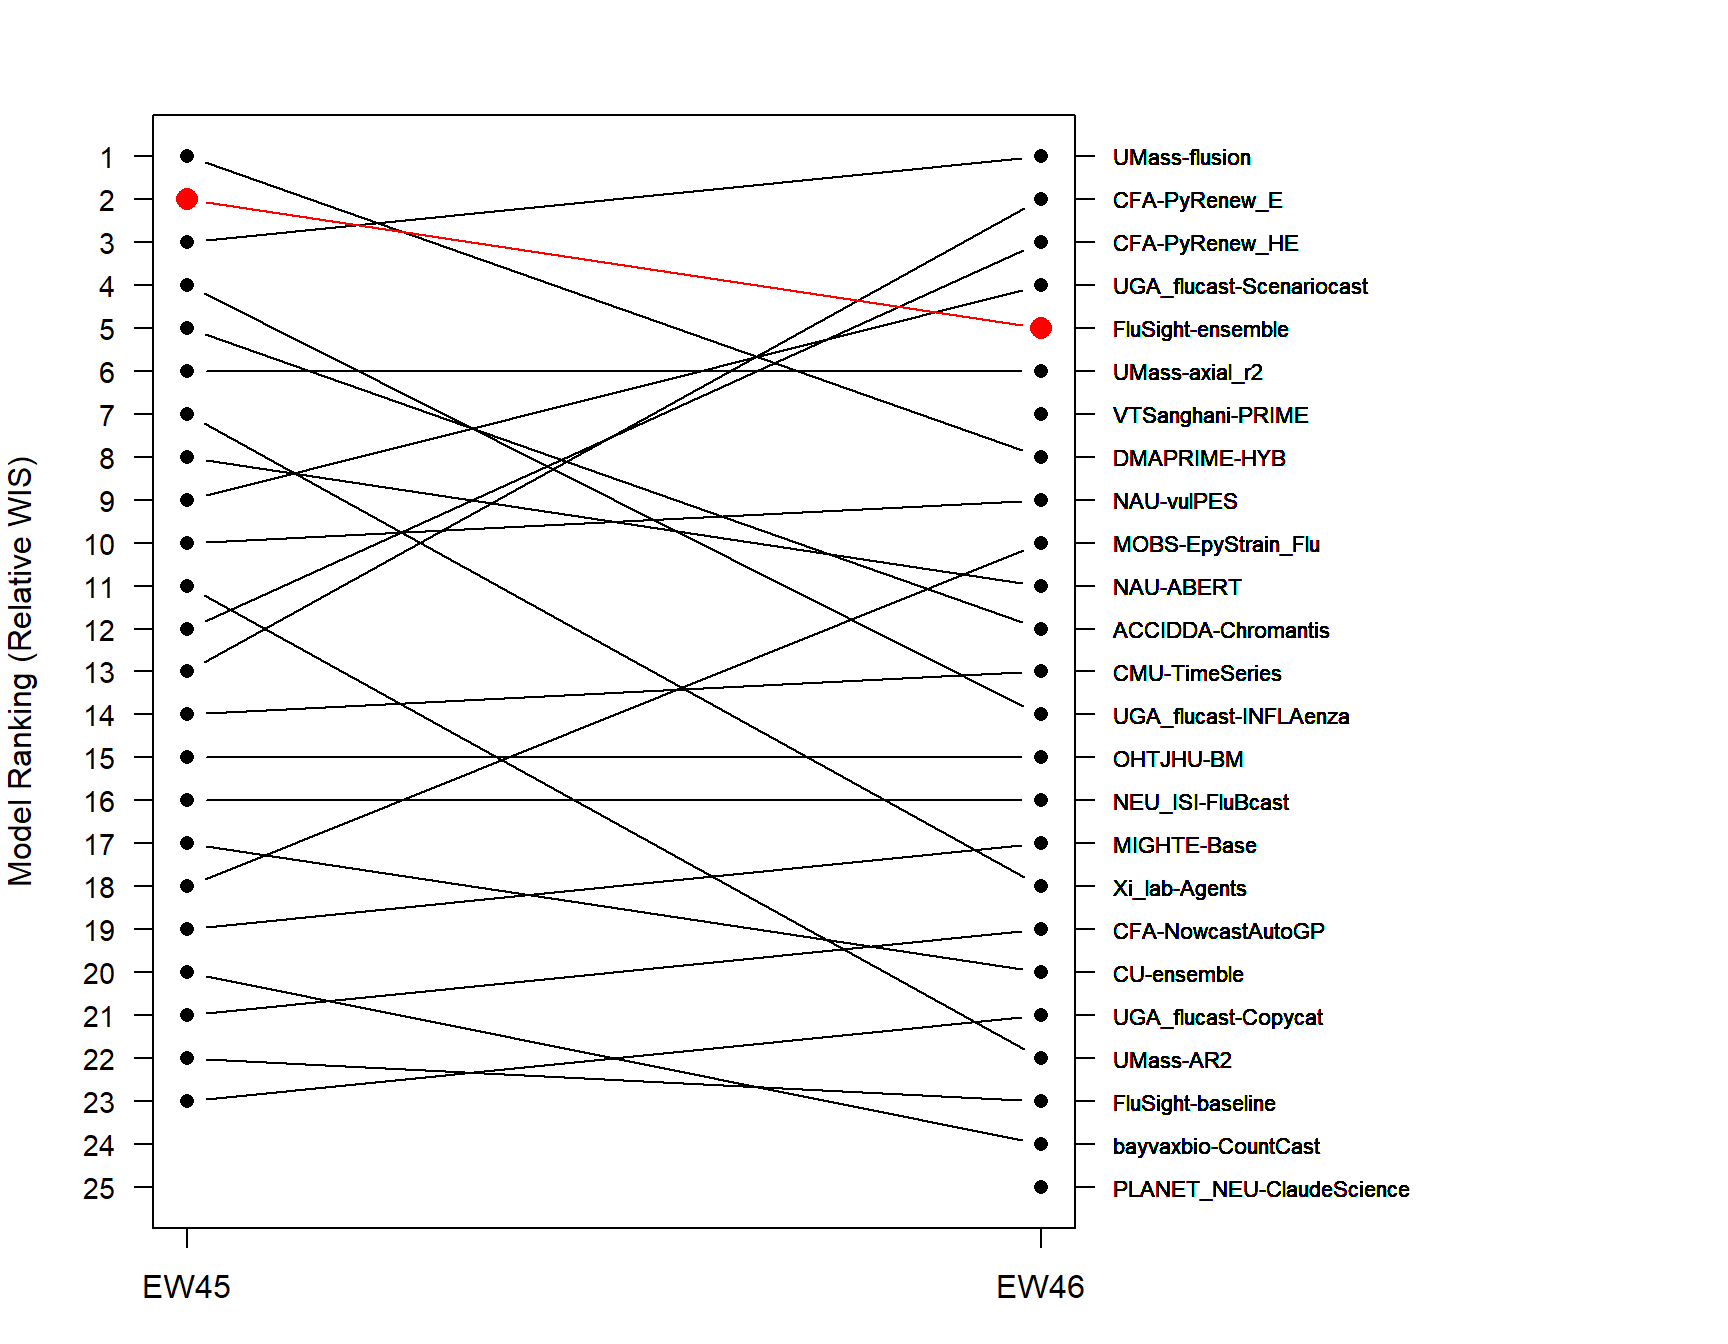 Model Ranking (Relative WIS)
1
2
3
4
5
6
7
8
9
10
11
12
13
14
15
16
17
18
19
20
21
22
23
24
25
UMass-flusion
CFA-PyRenew_E
CFA-PyRenew_HE
UGA_flucast-Scenariocast
FluSight-ensemble
UMass-axial_r2
VTSanghani-PRIME
DMAPRIME-HYB
NAU-vulPES
MOBS-EpyStrain_Flu
NAU-ABERT
ACCIDDA-Chromantis
CMU-TimeSeries
UGA_flucast-INFLAenza
OHTJHU-BM
NEU_ISI-FluBcast
MIGHTE-Base
Xi_lab-Agents
CFA-NowcastAutoGP
CU-ensemble
UGA_flucast-Copycat
UMass-AR2
FluSight-baseline
bayvaxbio-CountCast
PLANET_NEU-ClaudeScience
EW45
EW46